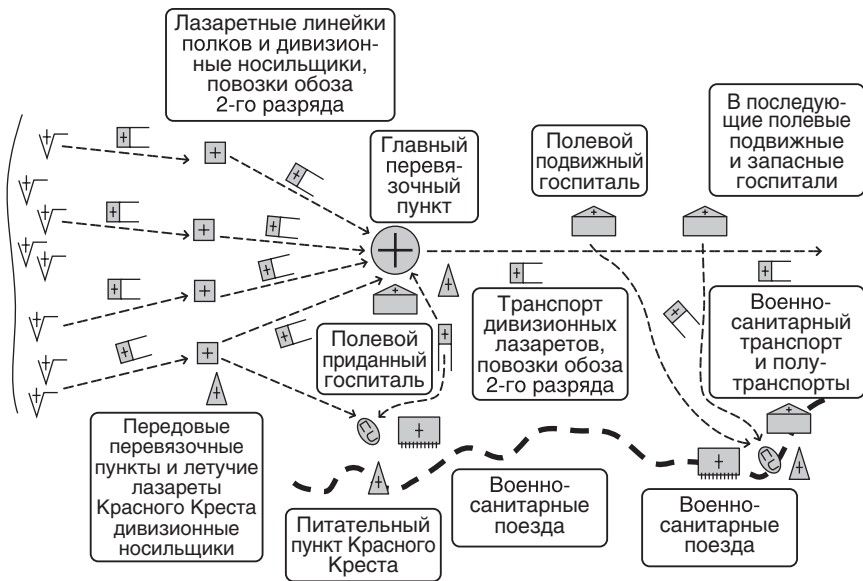 Лазаретные линейки
полков и дивизион-
ные носильщики,
повозки обоза
2-го разряда
Главный
перевя-
зочный
пункт
Полевой
подвижный
госпиталь
В последую-
щие полевые
подвижные
и запасные
госпитали
Полевой
приданный
госпиталь
Транспорт
дивизионных
лазаретов,
повозки обоза
2-го разряда
Военно-
санитарный
транспорт
и полу-
транспорты
Передовые
перевязочные
пункты и летучие
лазареты
Красного Креста
дивизионные
носильщики
Питательный
пункт Красного
Креста
Военно-
санитарные
поезда
Военно-
санитарные
поезда